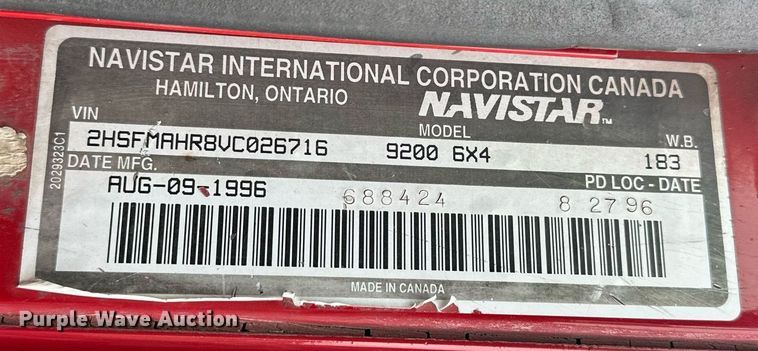 NAVISTAR INTERNATIONAL CORPORATION CANADA
HAMILTON, ONTARIO NAVISTAR™
VIN MODEL W.B.
2HSFMAHR8VC026716 9200 6X4 183
DATE MFG. PD LOC - DATE
AUG-09-1996 688424 8 2796
MADE IN CANADA
2029323C1
Purple Wave Auction